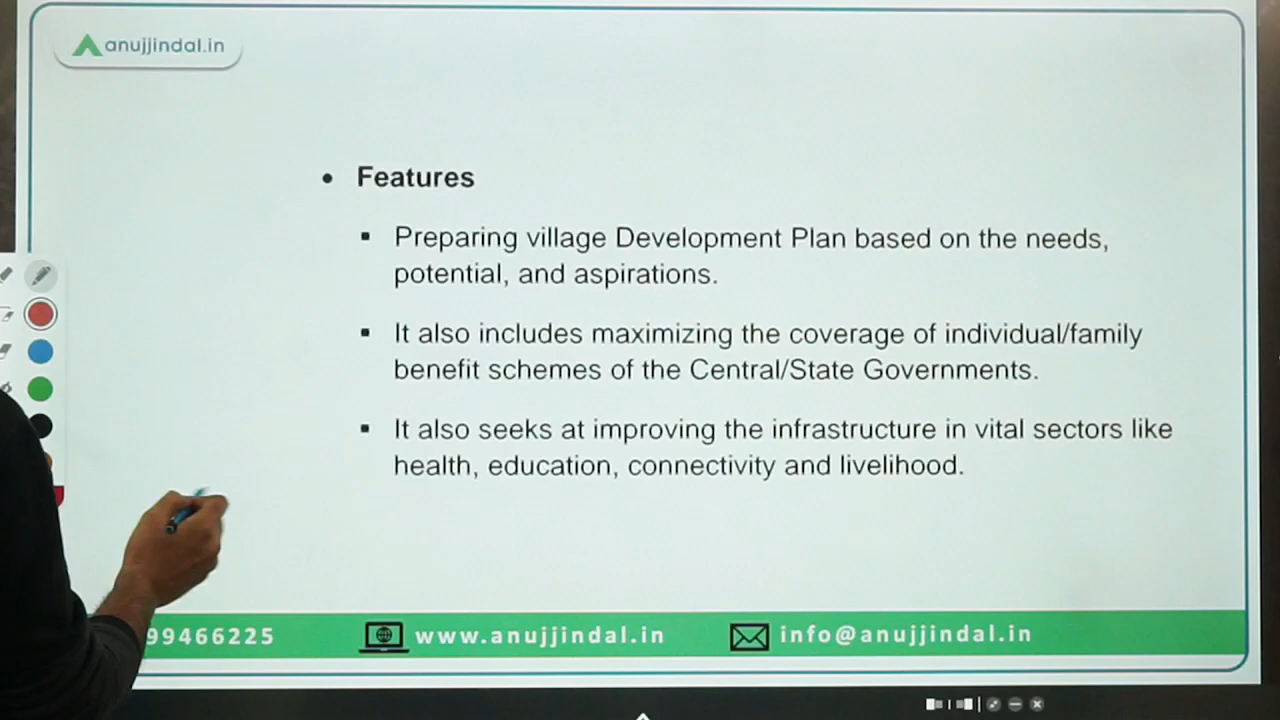 anujjindal.in
• Features
▪ Preparing village Development Plan based on the needs,
potential, and aspirations.
▪ It also includes maximizing the coverage of individual/family
benefit schemes of the Central/State Governments.
▪ It also seeks at improving the infrastructure in vital sectors like
health, education, connectivity and livelihood.
99466225 www.anujjindal.in info@anujjindal.in